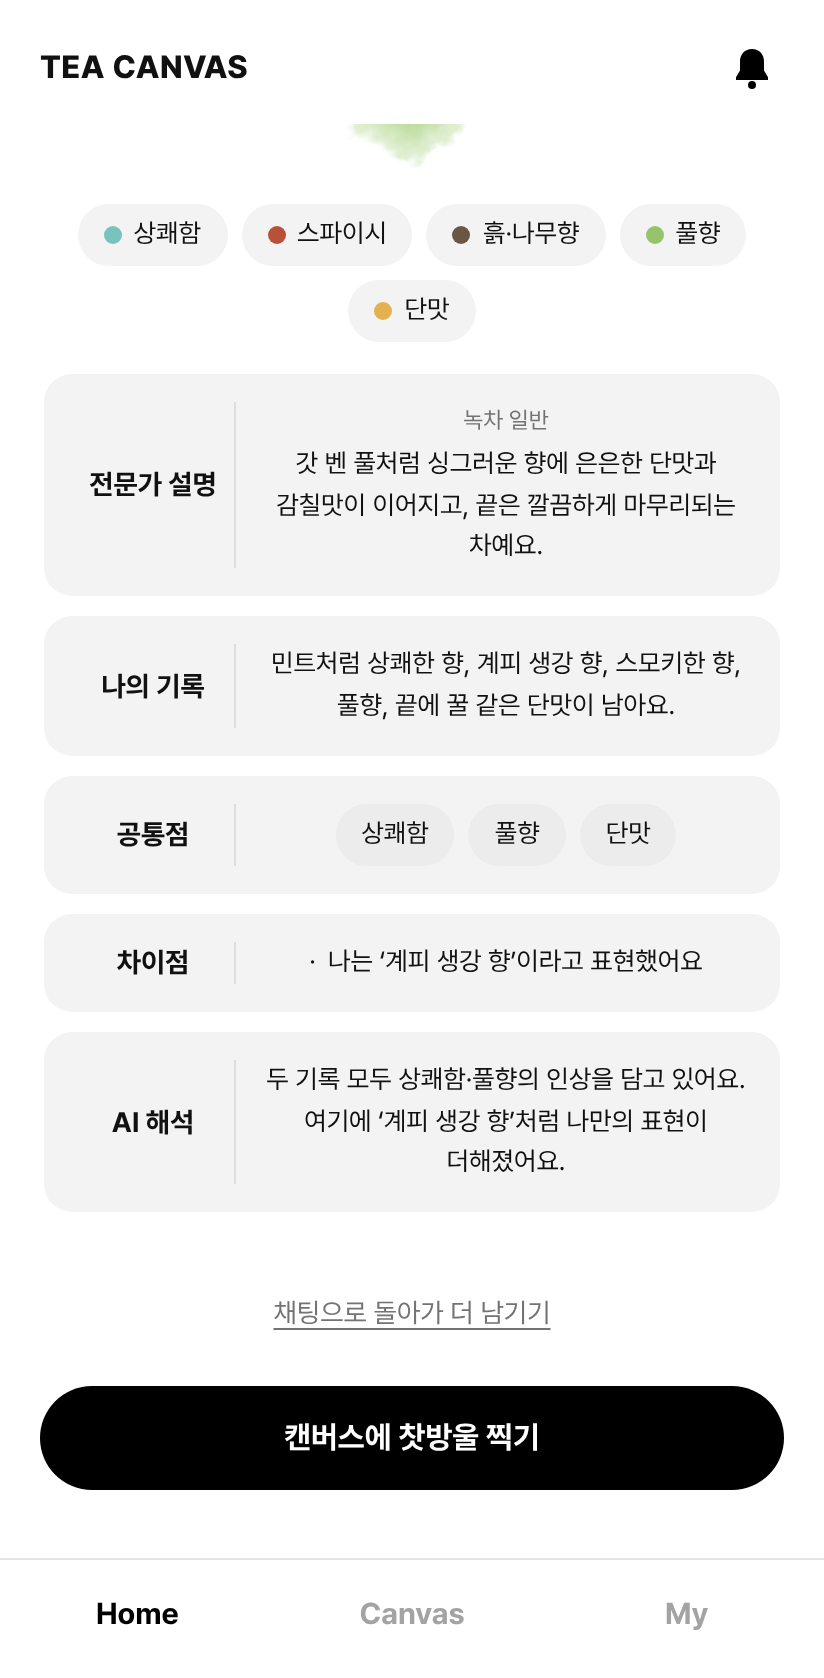 TEA CANVAS
상쾌함
스파이시
흙·나무향
풀향
단맛
전문가 설명
녹차 일반
갓 벤 풀처럼 싱그러운 향에 은은한 단맛과
감칠맛이 이어지고, 끝은 깔끔하게 마무리되는
차예요.
나의 기록
민트처럼 상쾌한 향, 계피 생강 향, 스모키한 향,
풀향, 끝에 꿀 같은 단맛이 남아요.
공통점
상쾌함
풀향
단맛
차이점
· 나는 ‘계피 생강 향’이라고 표현했어요
AI 해석
두 기록 모두 상쾌함·풀향의 인상을 담고 있어요.
여기에 ‘계피 생강 향’처럼 나만의 표현이
더해졌어요.
채팅으로 돌아가 더 남기기
캔버스에 찻방울 찍기
Home
Canvas
My